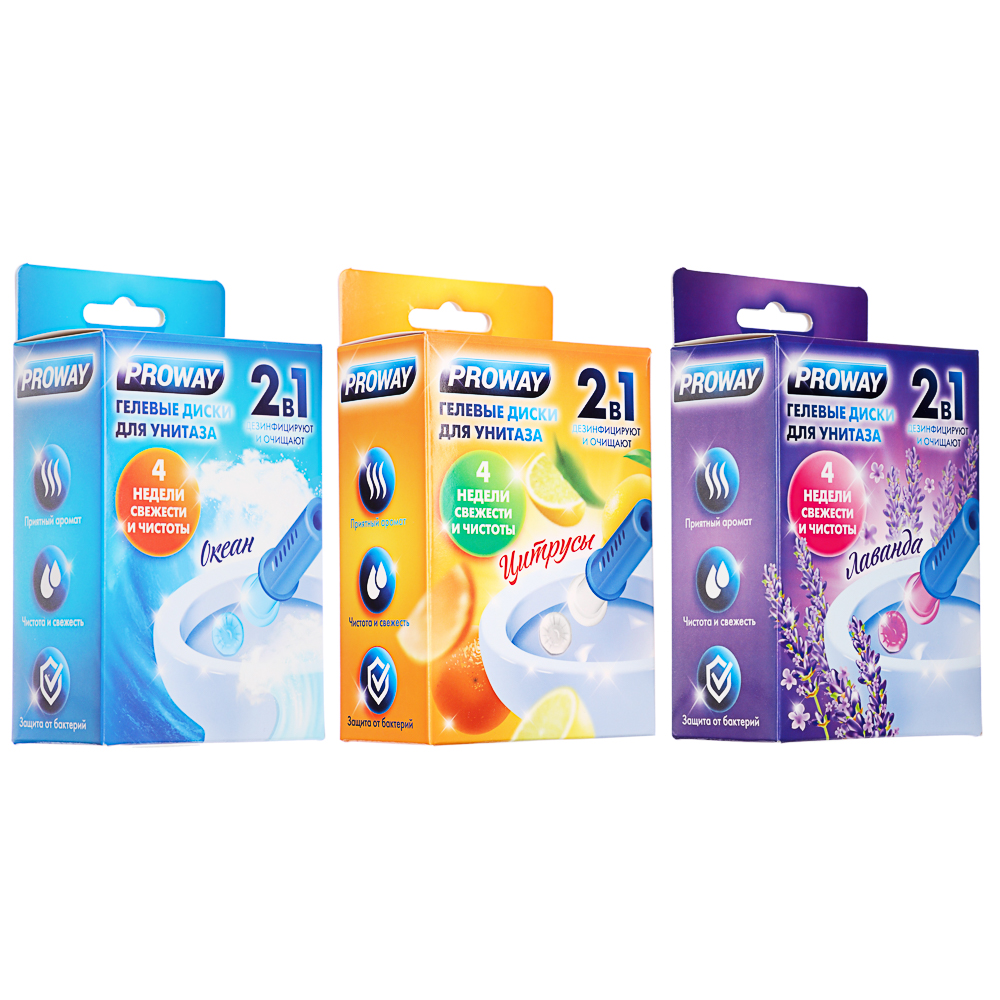 PROWAY
Приятный аромат
Чистота и свежесть
Защита от бактерий
PROWAY
2в1
ГЕЛЕВЫЕ ДИСКИ
ДЛЯ УНИТАЗА
ДЕЗИНФИЦИРУЮТ
И ОЧИЩАЮТ
4
НЕДЕЛИ
СВЕЖЕСТИ
И ЧИСТОТЫ
Океан
PROWAY
Приятный аромат
Чистота и свежесть
Защита от бактерий
PROWAY
2в1
ГЕЛЕВЫЕ ДИСКИ
ДЛЯ УНИТАЗА
ДЕЗИНФИЦИРУЮТ
И ОЧИЩАЮТ
4
НЕДЕЛИ
СВЕЖЕСТИ
И ЧИСТОТЫ
Цитрусы
PROWAY
Приятный аромат
Чистота и свежесть
Защита от бактерий
PROWAY
2в1
ГЕЛЕВЫЕ ДИСКИ
ДЛЯ УНИТАЗА
ДЕЗИНФИЦИРУЮТ
И ОЧИЩАЮТ
4
НЕДЕЛИ
СВЕЖЕСТИ
И ЧИСТОТЫ
Лаванда